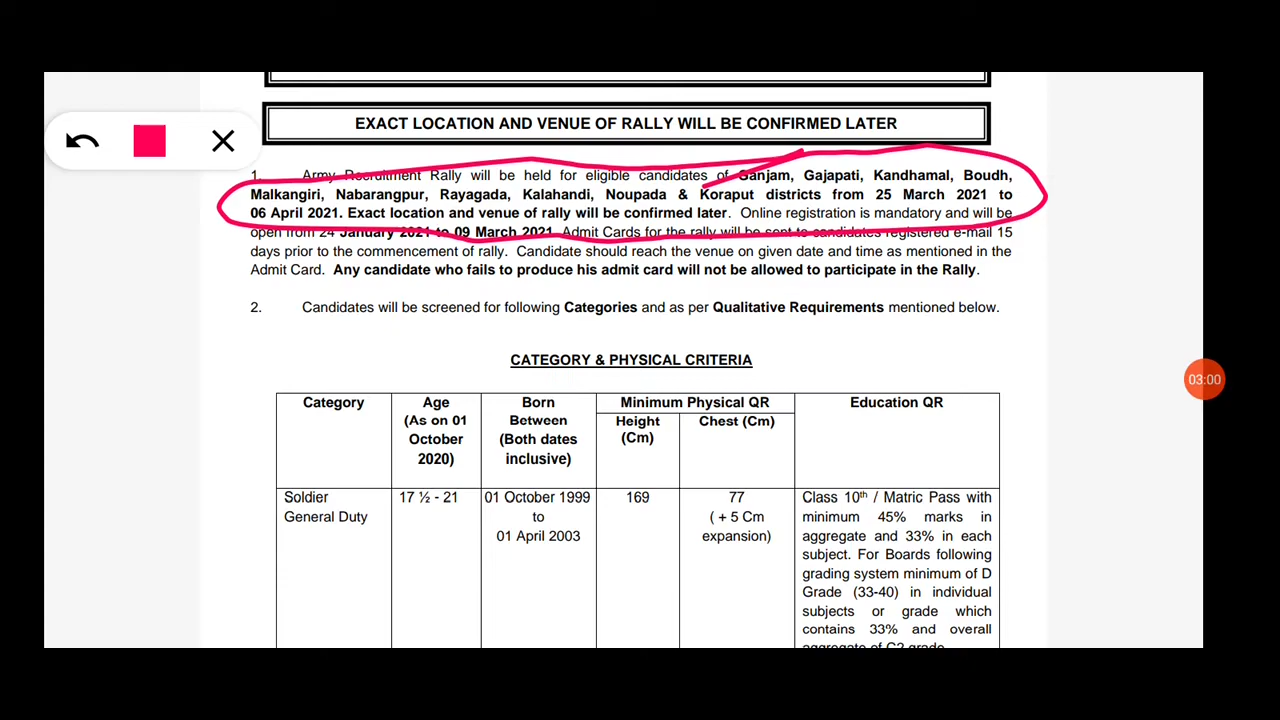 EXACT LOCATION AND VENUE OF RALLY WILL BE CONFIRMED LATER
1. Army Recruitment Rally will be held for eligible candidates of Ganjam, Gajapati, Kandhamal, Boudh,
Malkangiri, Nabarangpur, Rayagada, Kalahandi, Noupada & Koraput districts from 25 March 2021 to
06 April 2021. Exact location and venue of rally will be confirmed later. Online registration is mandatory and will be
open from 24 January 2021 to 09 March 2021. Admit Cards for the rally will be sent to candidates registered e-mail 15
days prior to the commencement of rally. Candidate should reach the venue on given date and time as mentioned in the
Admit Card. Any candidate who fails to produce his admit card will not be allowed to participate in the Rally.
2. Candidates will be screened for following Categories and as per Qualitative Requirements mentioned below.
CATEGORY & PHYSICAL CRITERIA
Category
Age
(As on 01
October
2020)
Born
Between
(Both dates
inclusive)
Minimum Physical QR
Height
(Cm)
Chest (Cm)
Education QR
Soldier
General Duty
17 ½ - 21
01 October 1999
to
01 April 2003
169
77
( + 5 Cm
expansion)
Class 10th / Matric Pass with
minimum 45% marks in
aggregate and 33% in each
subject. For Boards following
grading system minimum of D
Grade (33-40) in individual
subjects or grade which
contains 33% and overall
aggregate of C2 grade
03:00